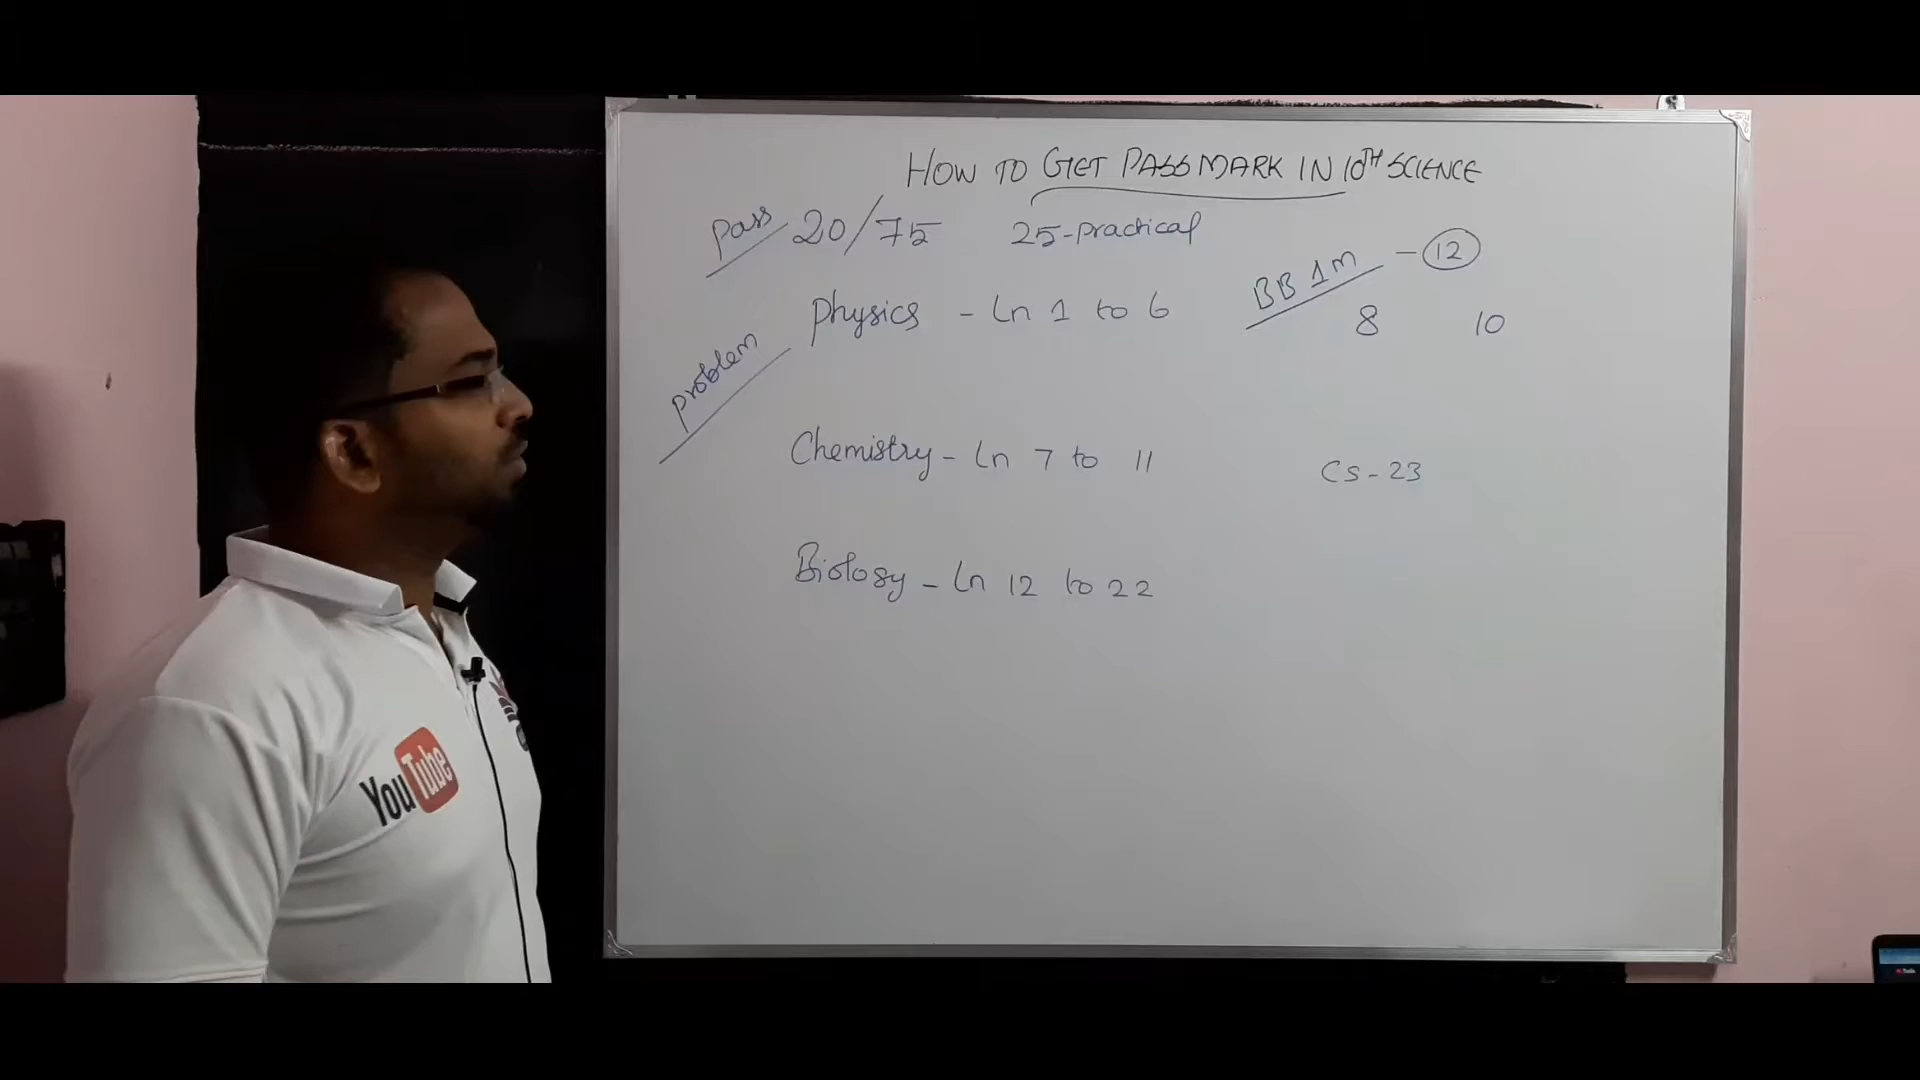 HOW TO GET PASS MARK IN 10TH SCIENCE
Pass 20/75 25-practical
BB 1m - 12
8 10
Physics - Ln 1 to 6
problem
Chemistry - Ln 7 to 11
CS - 23
Biology - Ln 12 to 22
YouTube